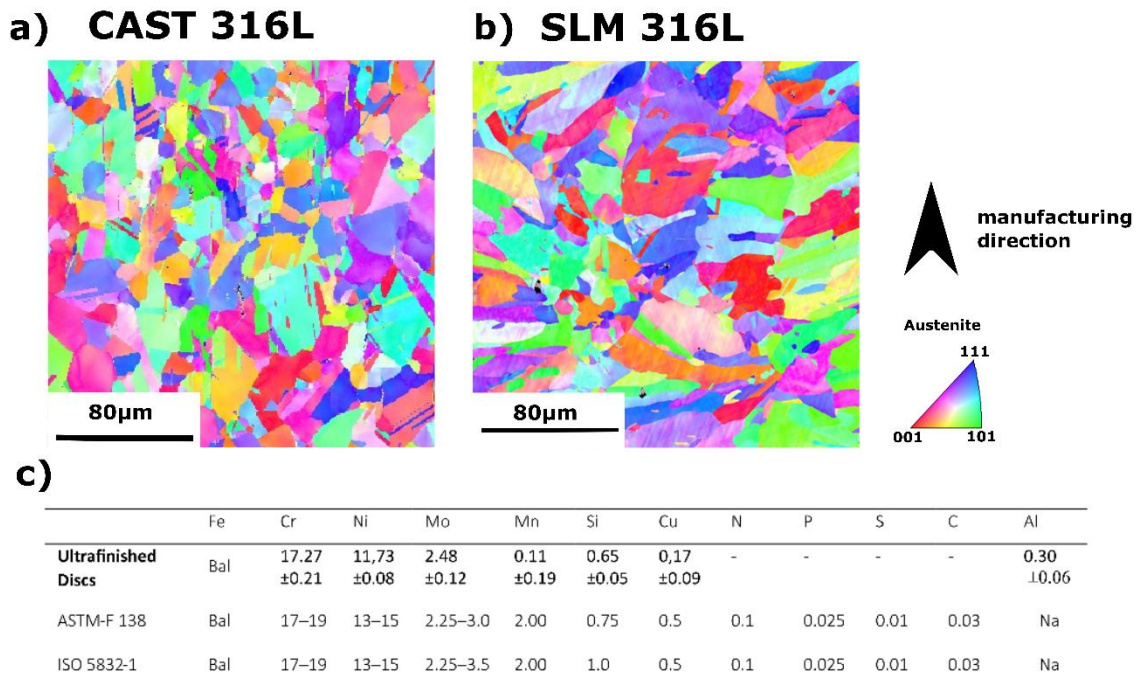 a) CAST 316L
b) SLM 316L
80µm
80µm
manufacturing
direction
Austenite
111
001 101
c)
Fe Cr Ni Mo Mn Si Cu N P S C Al
Ultrafinished Discs Bal 17.27 ±0.21 11,73 ±0.08 2.48 ±0.12 0.11 ±0.19 0.65 ±0.05 0,17 ±0.09 - - - - 0.30 ±0.06
ASTM-F 138 Bal 17–19 13–15 2.25–3.0 2.00 0.75 0.5 0.1 0.025 0.01 0.03 Na
ISO 5832-1 Bal 17–19 13–15 2.25–3.5 2.00 1.0 0.5 0.1 0.025 0.01 0.03 Na